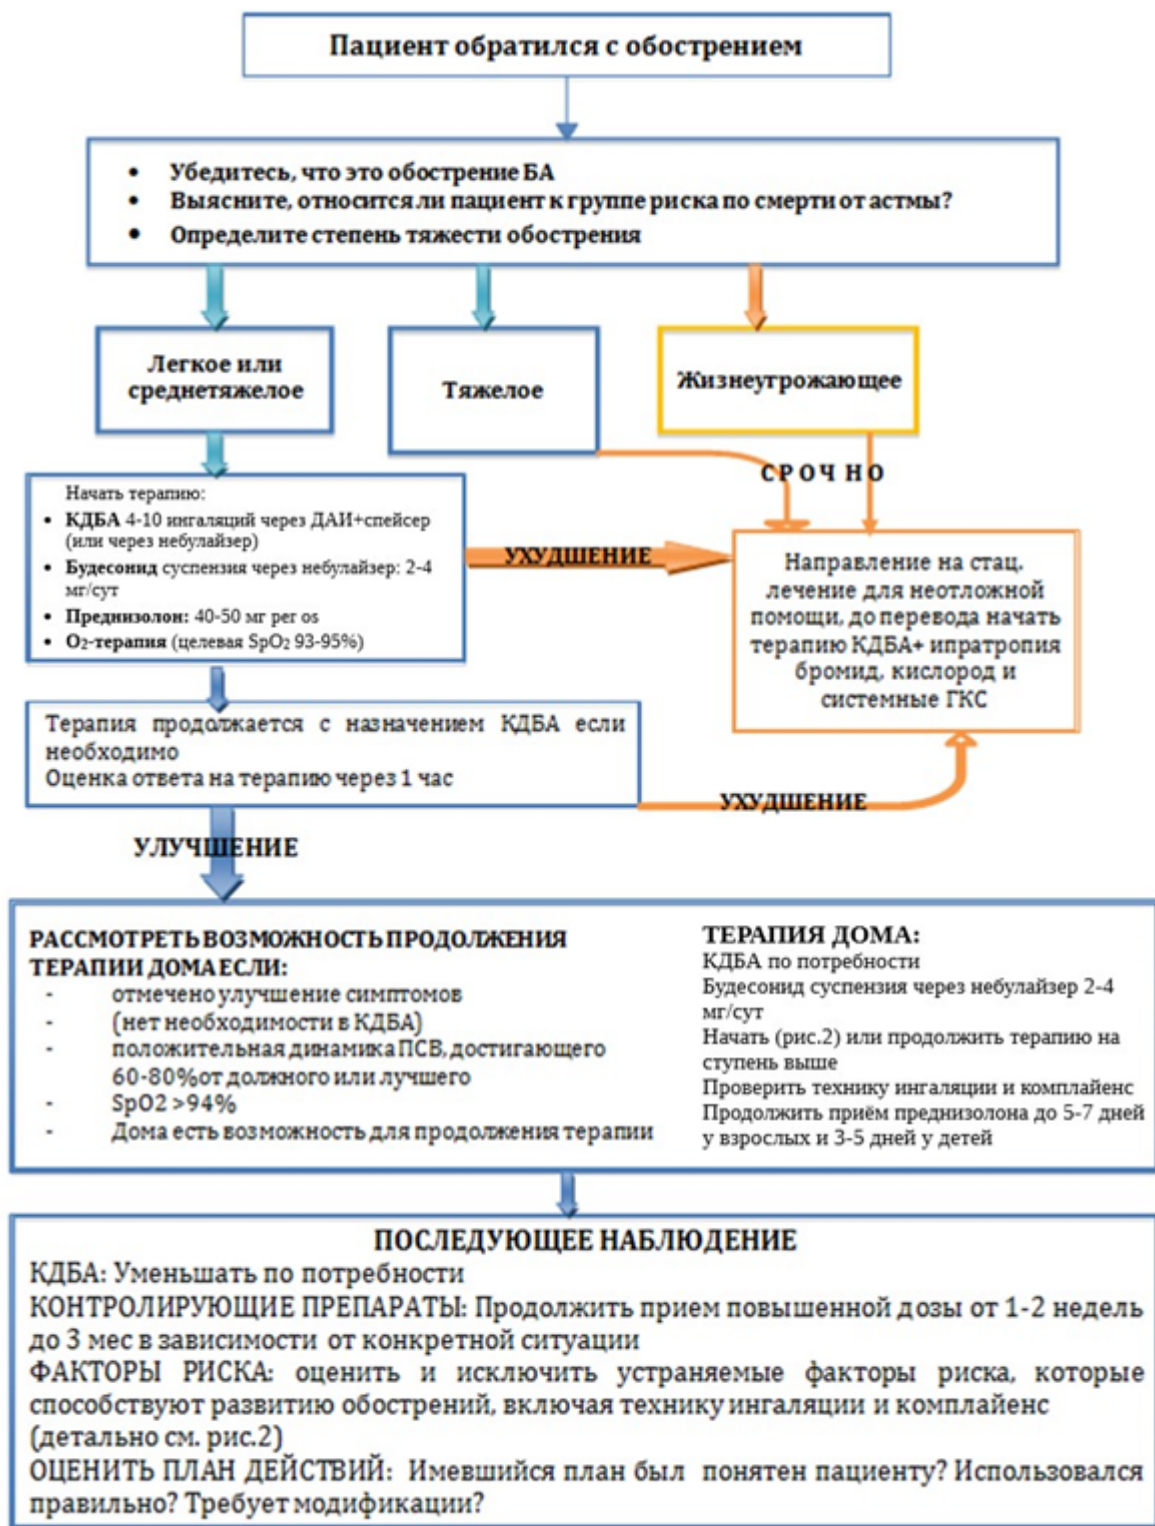 Пациент обратился с обострением
• Убедитесь, что это обострение БА
• Выясните, относится ли пациент к группе риска по смерти от астмы?
• Определите степень тяжести обострения
Легкое или
среднетяжелое
Тяжелое
Жизнеугрожающее
СРОЧНО
Начать терапию:
• КДБА 4-10 ингаляций через ДАИ+спейсер
(или через небулайзер)
• Будесонид суспензия через небулайзер: 2-4
мг/сут
• Преднизолон: 40-50 мг per os
• O2-терапия (целевая SpO2 93-95%)
УХУДШЕНИЕ
Направление на стац.
лечение для неотложной
помощи, до перевода начать
терапию КДБА+ ипратропия
бромид, кислород и
системные ГКС
Терапия продолжается с назначением КДБА если
необходимо
Оценка ответа на терапию через 1 час
УХУДШЕНИЕ
УЛУЧШЕНИЕ
РАССМОТРЕТЬ ВОЗМОЖНОСТЬ ПРОДОЛЖЕНИЯ
ТЕРАПИИ ДОМА ЕСЛИ:
- отмечено улучшение симптомов
- (нет необходимости в КДБА)
- положительная динамика ПСВ, достигающего
60-80% от должного или лучшего
- SpO2 >94%
- Дома есть возможность для продолжения терапии
ТЕРАПИЯ ДОМА:
КДБА по потребности
Будесонид суспензия через небулайзер 2-4
мг/сут
Начать (рис.2) или продолжить терапию на
ступень выше
Проверить технику ингаляции и комплайенс
Продолжить приём преднизолона до 5-7 дней
у взрослых и 3-5 дней у детей
ПОСЛЕДУЮЩЕЕ НАБЛЮДЕНИЕ
КДБА: Уменьшать по потребности
КОНТРОЛИРУЮЩИЕ ПРЕПАРАТЫ: Продолжить прием повышенной дозы от 1-2 недель
до 3 мес в зависимости от конкретной ситуации
ФАКТОРЫ РИСКА: оценить и исключить устраняемые факторы риска, которые
способствуют развитию обострений, включая технику ингаляции и комплайенс
(детально см. рис.2)
ОЦЕНИТЬ ПЛАН ДЕЙСТВИЙ: Имевшийся план был понятен пациенту? Использовался
правильно? Требует модификации?